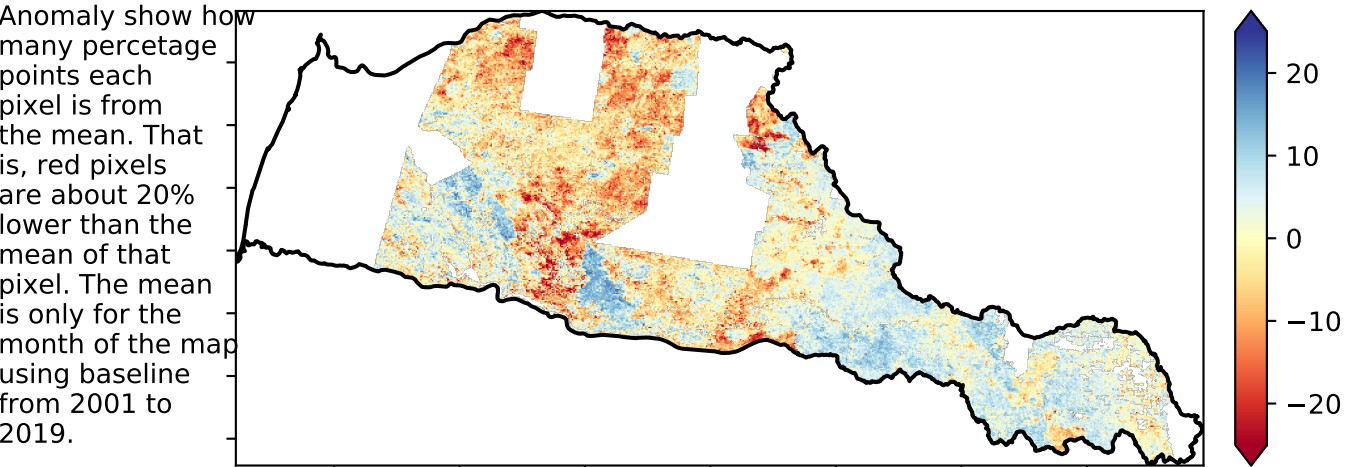 Anomaly show how
many percetage
points each
pixel is from
the mean. That
is, red pixels
are about 20%
lower than the
mean of that
pixel. The mean
is only for the
month of the map
using baseline
from 2001 to
2019.
20
10
0
−10
−20